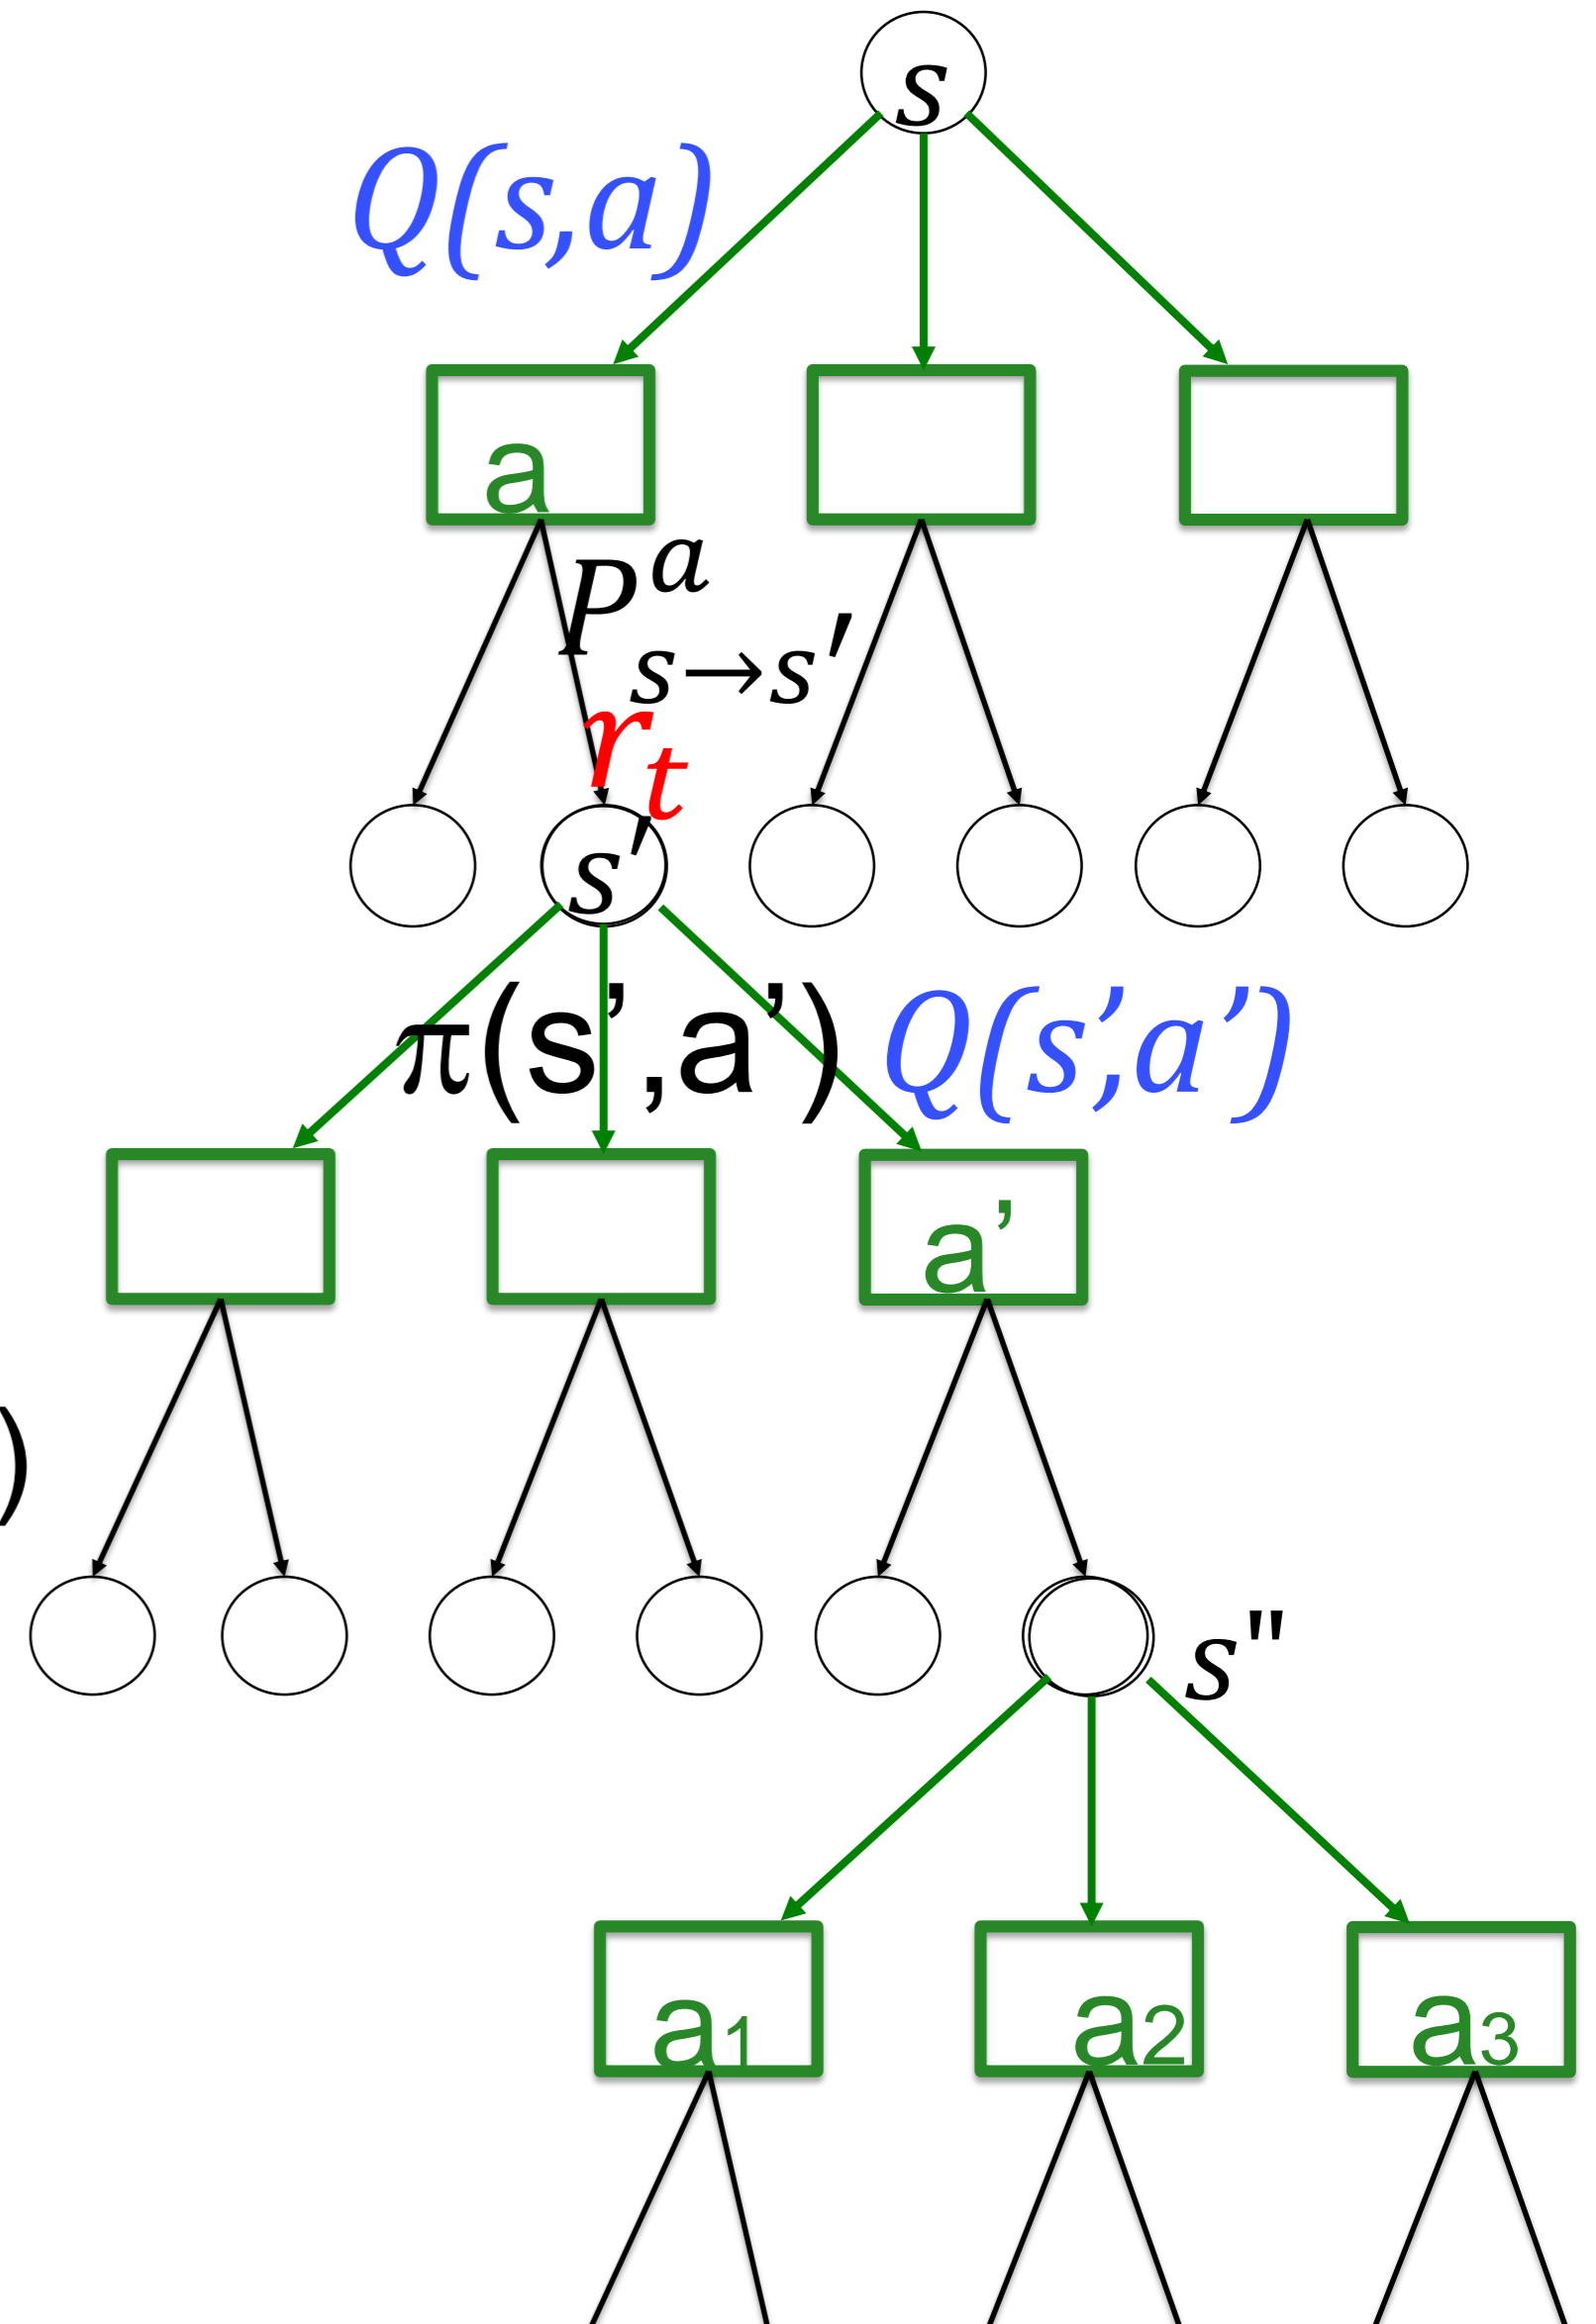 s
Q(s,a)
a
P^a_{s→s'}
r_t
s'
π(s’,a’)
Q(s’,a’)
a’
)
s"
a1
a2
a3